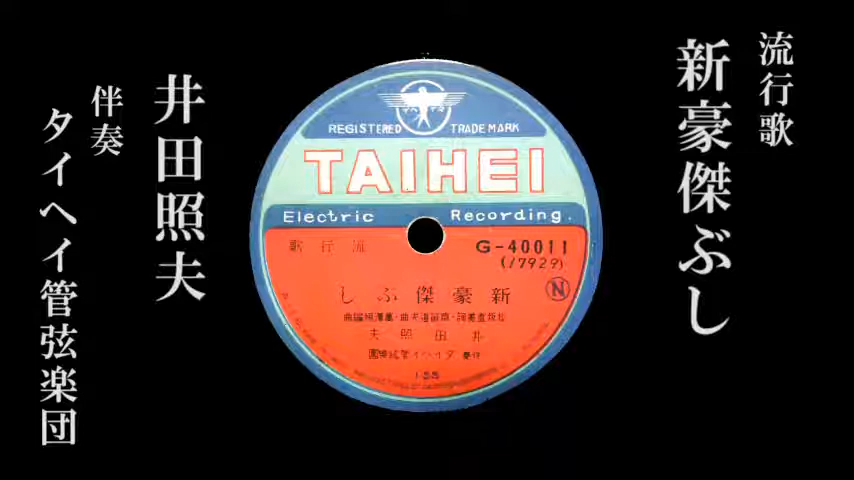 流行歌
新豪傑ぶし
井田照夫
伴奏
タイヘイ管弦楽団
REGISTERED TRADE MARK
TAIHEI
Electric Recording.
歌行流
G-40011
(17929)
しぶ傑豪新
N
夫照田井
155